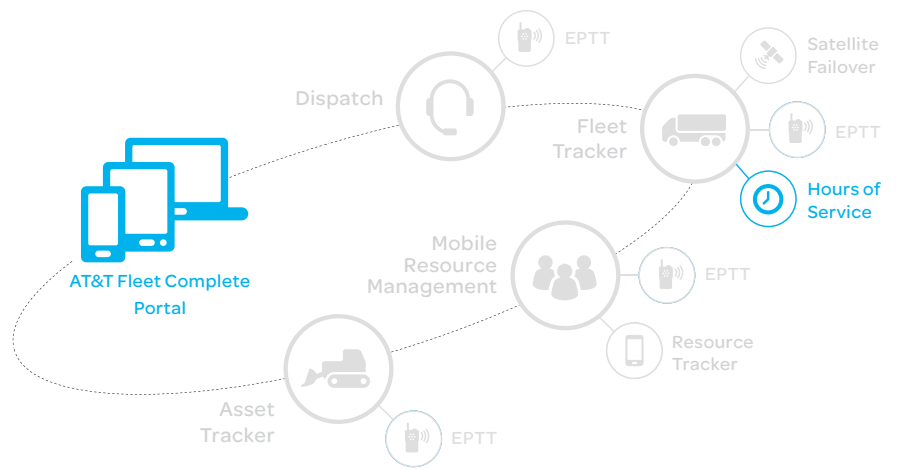 EPTT
Satellite
Failover
Dispatch
Fleet
Tracker
EPTT
Hours of
Service
Mobile
Resource
Management
EPTT
AT&T Fleet Complete
Portal
Resource
Tracker
Asset
Tracker
EPTT